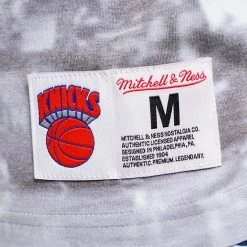 KNICKS
Mitchell & Ness
M
MITCHELL & NESS NOSTALGIA CO.
AUTHENTIC LICENSED APPAREL
DESIGNED IN PHILADELPHIA, PA
ESTABLISHED 1904
AUTHENTIC. PREMIUM. LEGENDARY.